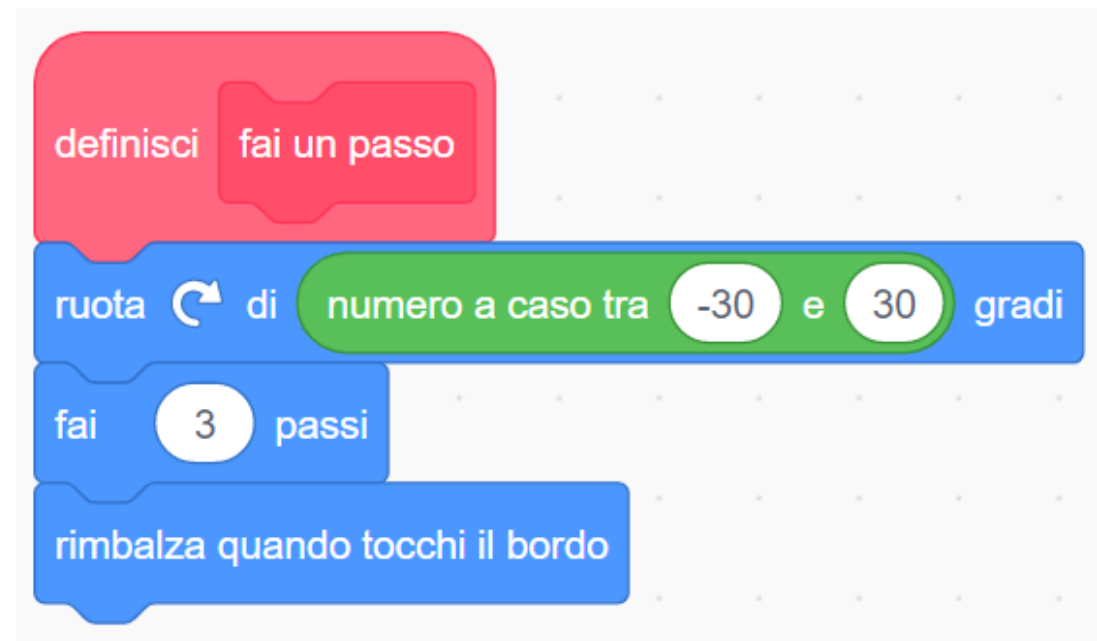 definisci fai un passo
ruota di numero a caso tra -30 e 30 gradi
fai 3 passi
rimbalza quando tocchi il bordo